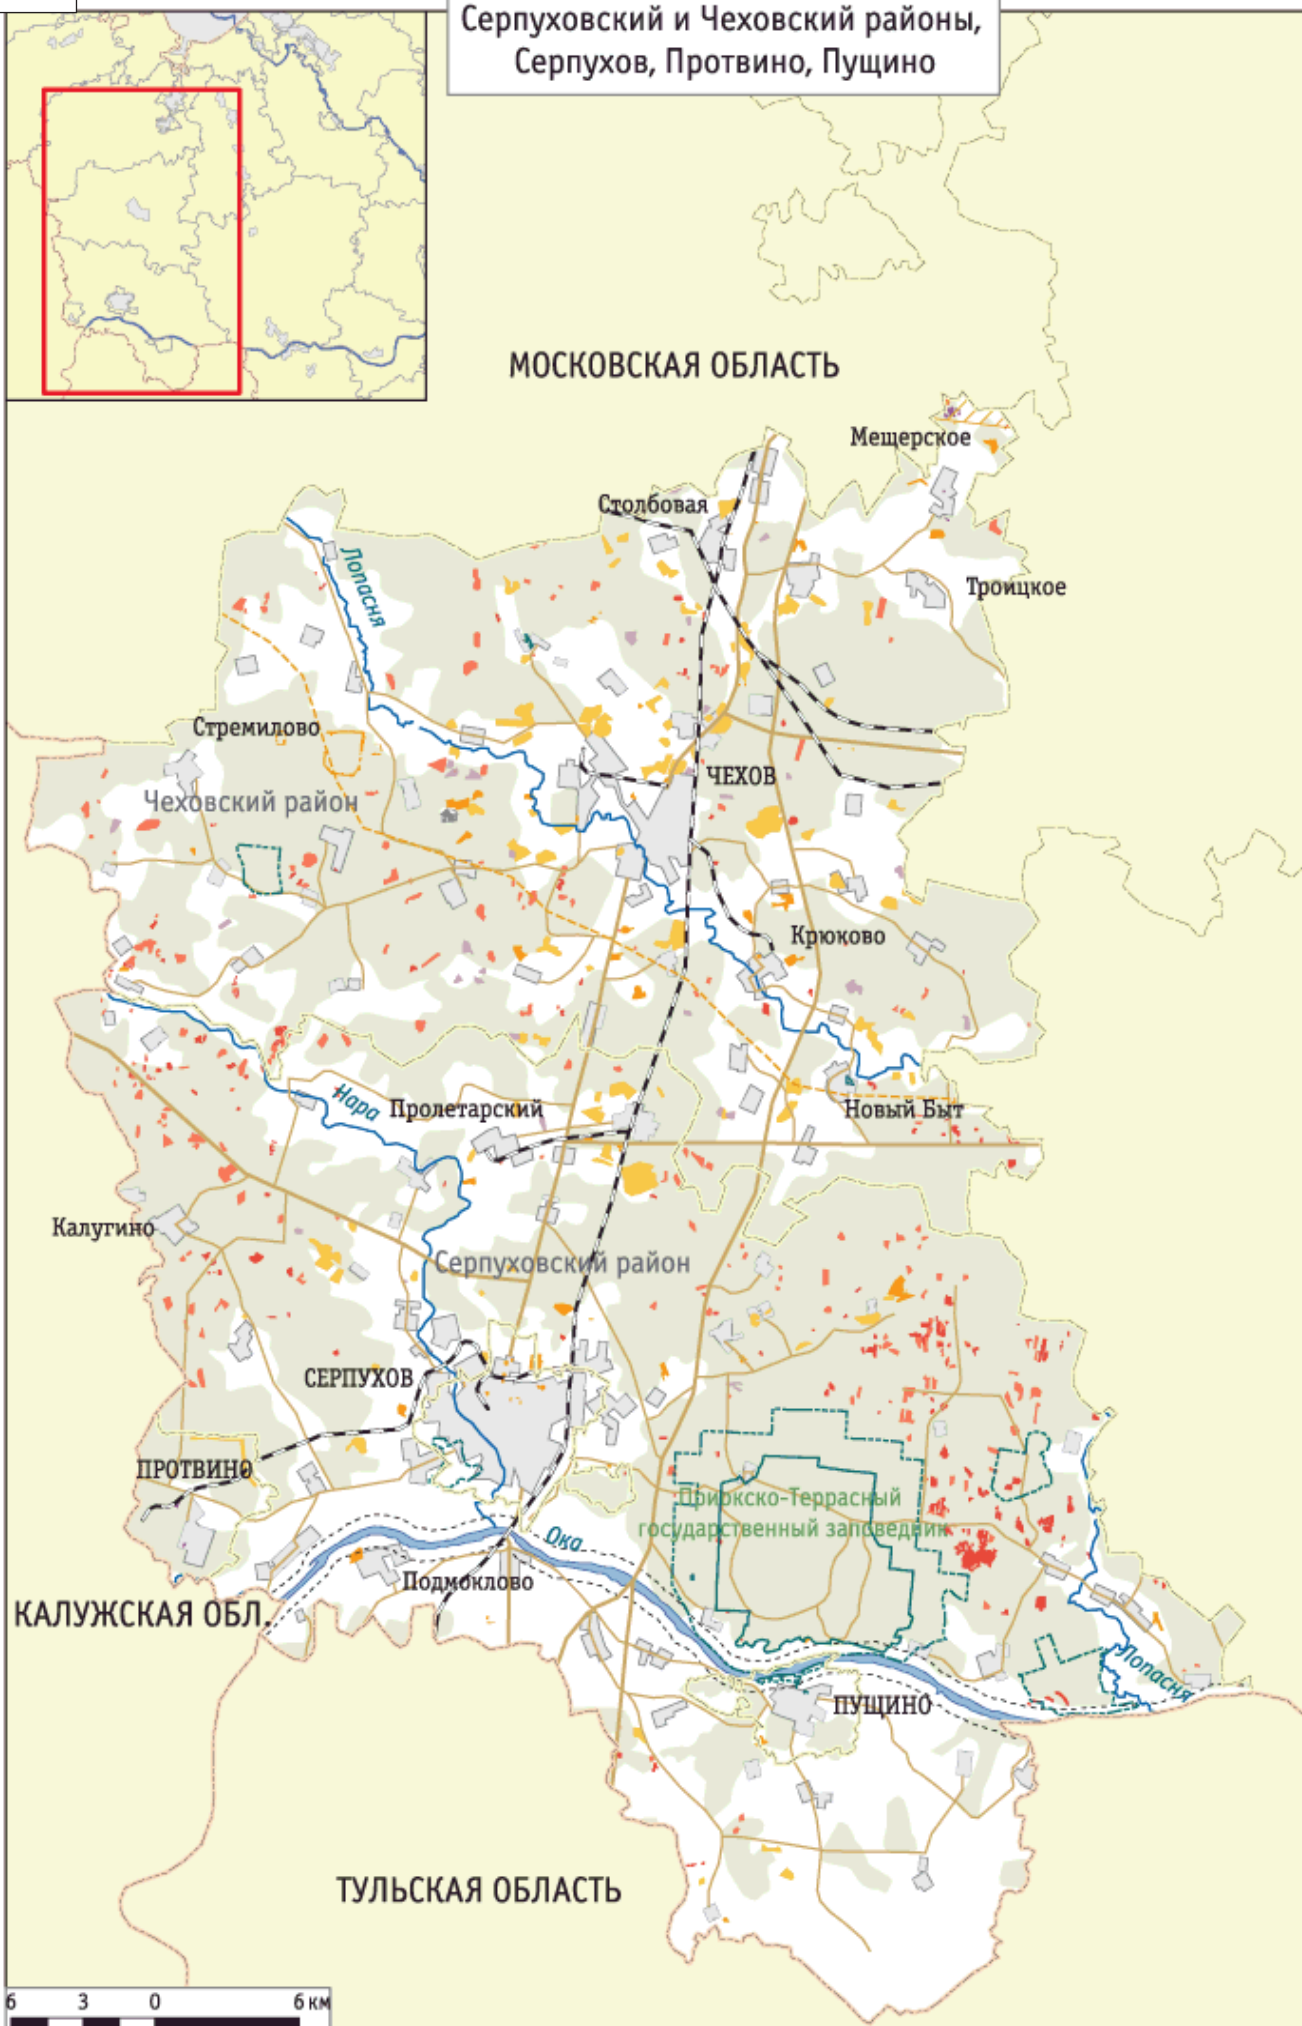 Серпуховский и Чеховский районы,
Серпухов, Протвино, Пущино
МОСКОВСКАЯ ОБЛАСТЬ
Мещерское
Столбовая
Лопасня
Троицкое
Стремилово
ЧЕХОВ
Чеховский район
Крюково
Нара
Пролетарский
Новый Быт
Калугино
Серпуховский район
СЕРПУХОВ
ПРОТВИНО
Приокско-Террасный
государственный заповедник
Ока
Подмоклово
КАЛУЖСКАЯ ОБЛ.
Лопасня
ПУЩИНО
ТУЛЬСКАЯ ОБЛАСТЬ
6 3 0 6 км